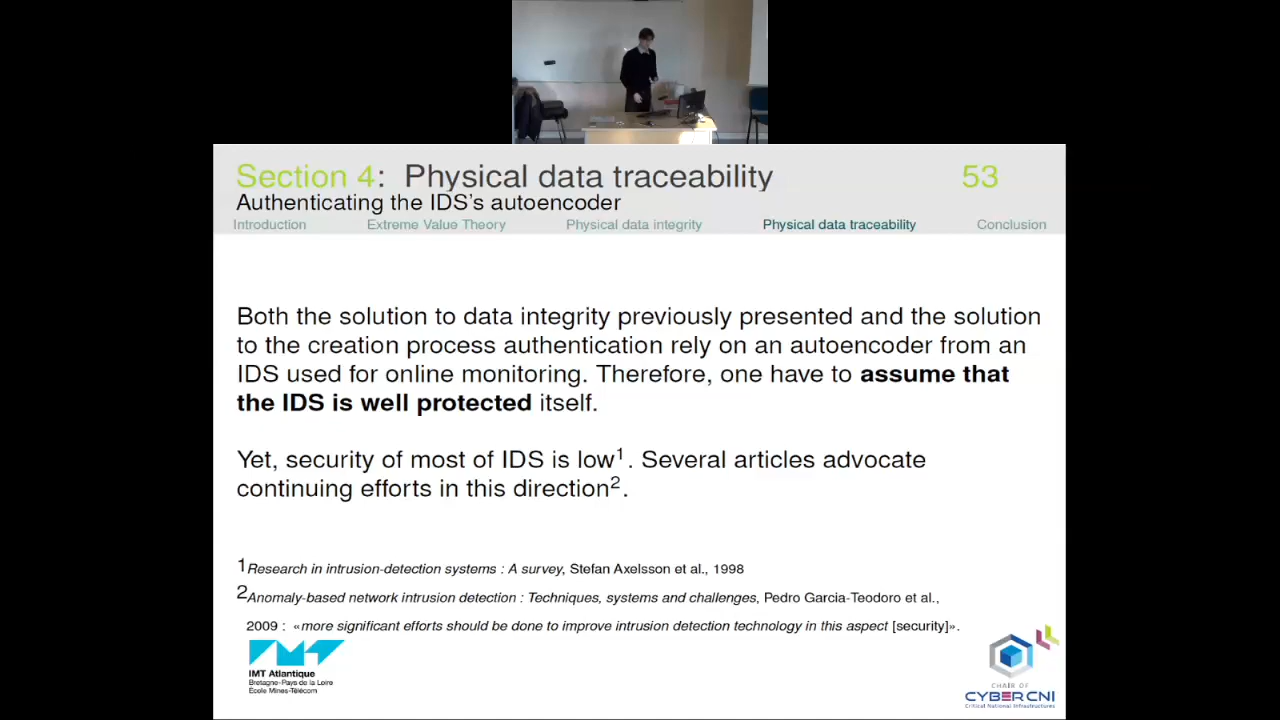 Section 4: Physical data traceability 53
Authenticating the IDS's autoencoder
Introduction Extreme Value Theory Physical data integrity Physical data traceability Conclusion
Both the solution to data integrity previously presented and the solution
to the creation process authentication rely on an autoencoder from an
IDS used for online monitoring. Therefore, one have to assume that
the IDS is well protected itself.
Yet, security of most of IDS is low1. Several articles advocate
continuing efforts in this direction2.
1Research in intrusion-detection systems : A survey, Stefan Axelsson et al., 1998
2Anomaly-based network intrusion detection : Techniques, systems and challenges, Pedro Garcia-Teodoro et al.,
2009 : «more significant efforts should be done to improve intrusion detection technology in this aspect [security]».
IMT Atlantique
Bretagne-Pays de la Loire
École Mines-Télécom
CHAIR OF
CYBERCNI
Critical National Infrastructures